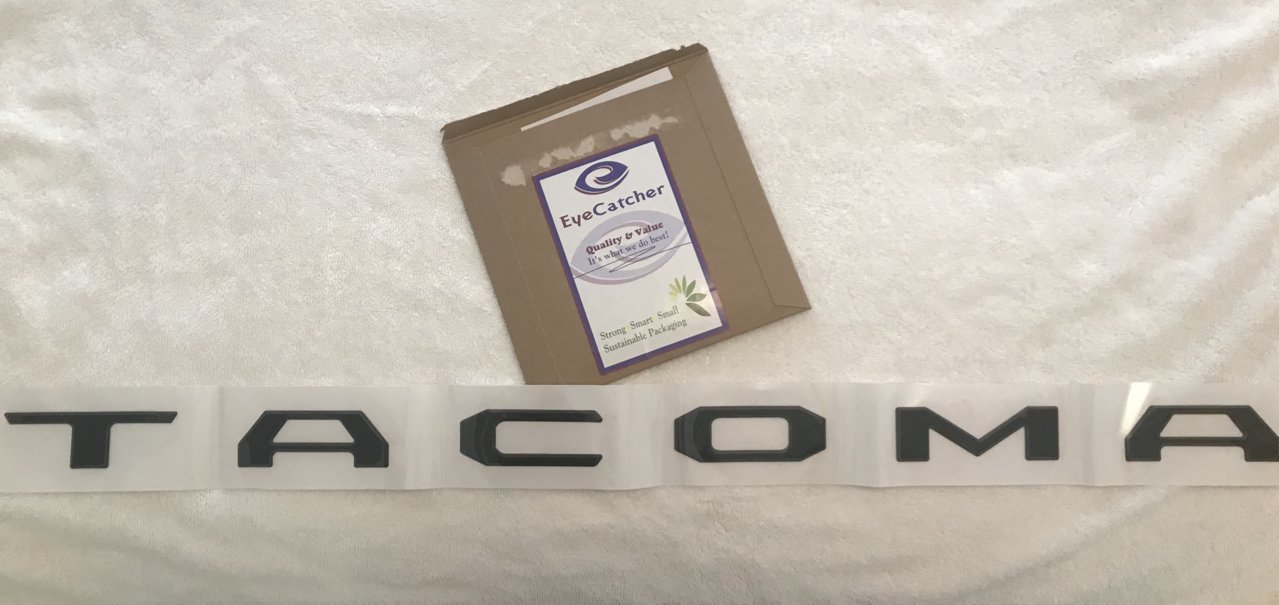 EyeCatcher
Quality & Value
It's what we do best!
Strong Smart Small
Sustainable Packaging
TACOMA